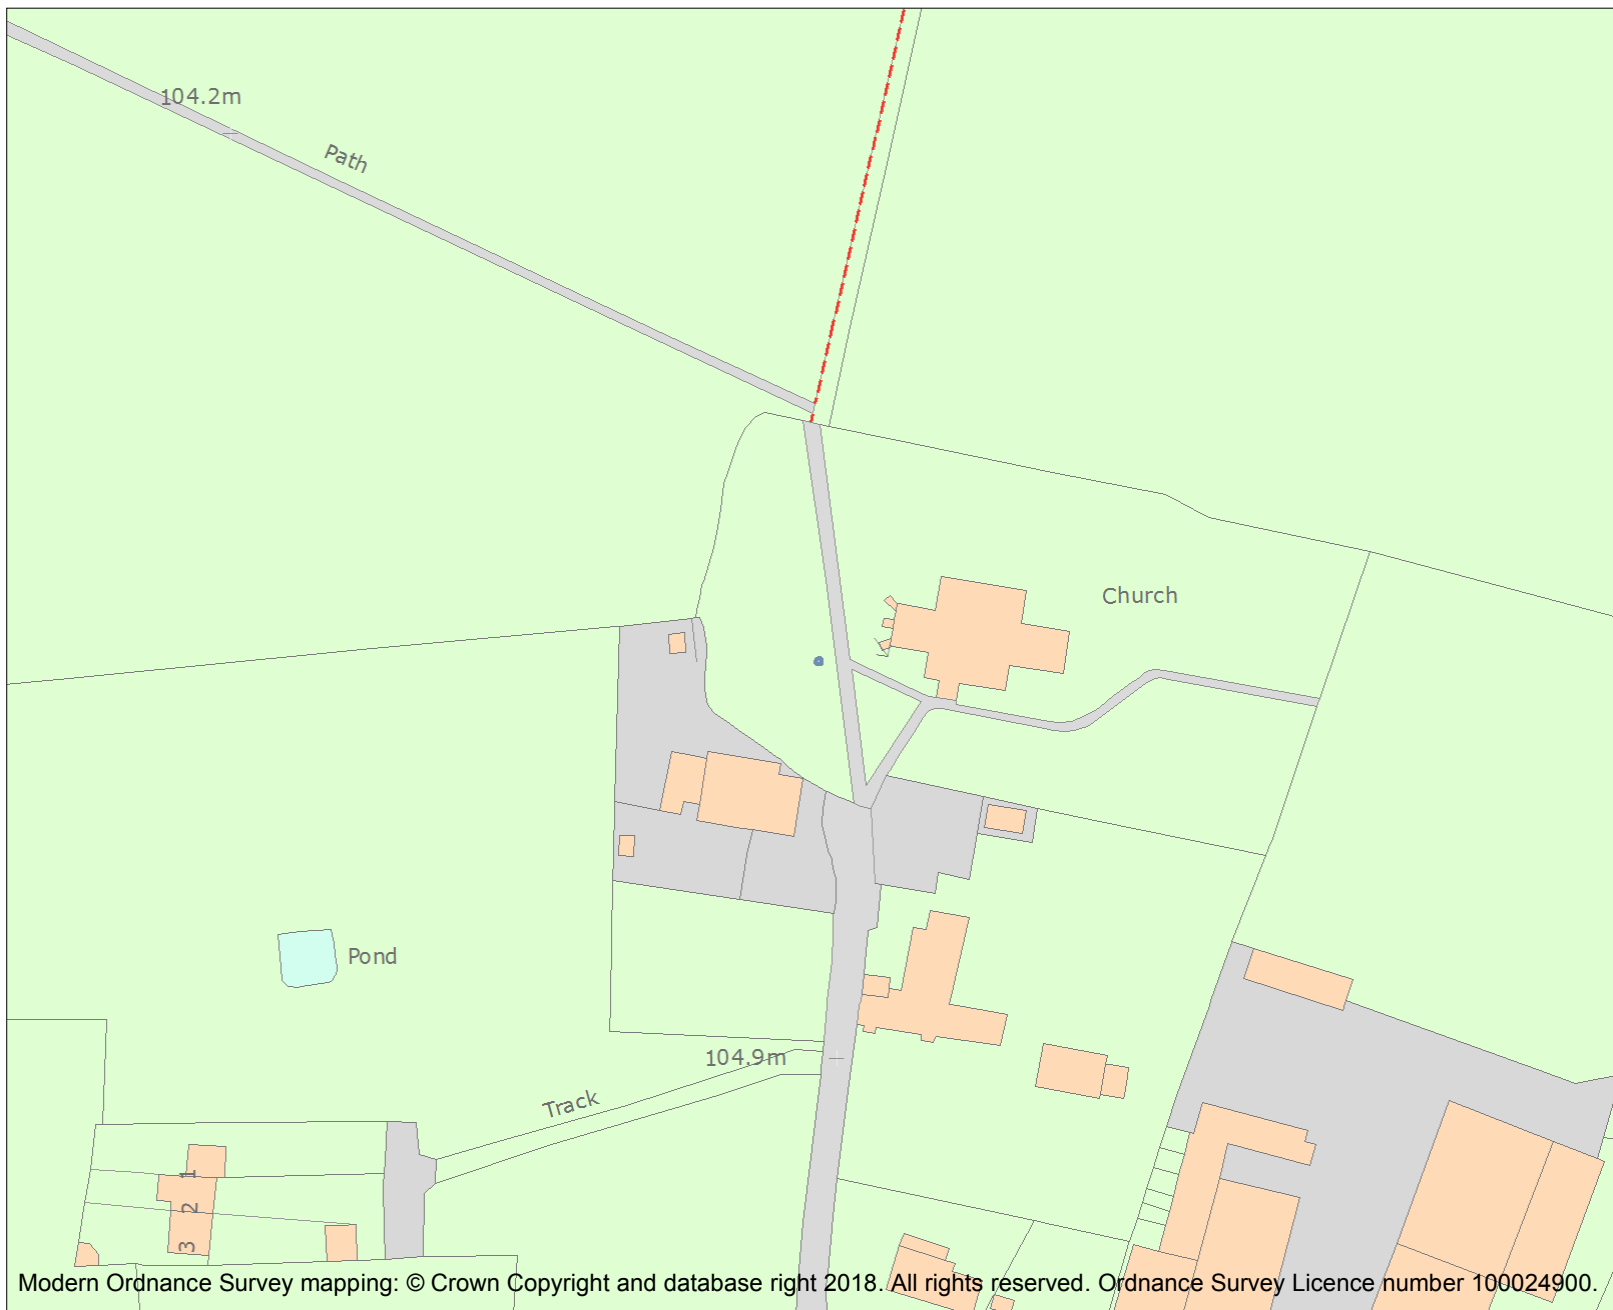 104.2m
Path
Church
Pond
104.9m
Track
1
2
3
Modern Ordnance Survey mapping: © Crown Copyright and database right 2018. All rights reserved. Ordnance Survey Licence number 100024900.